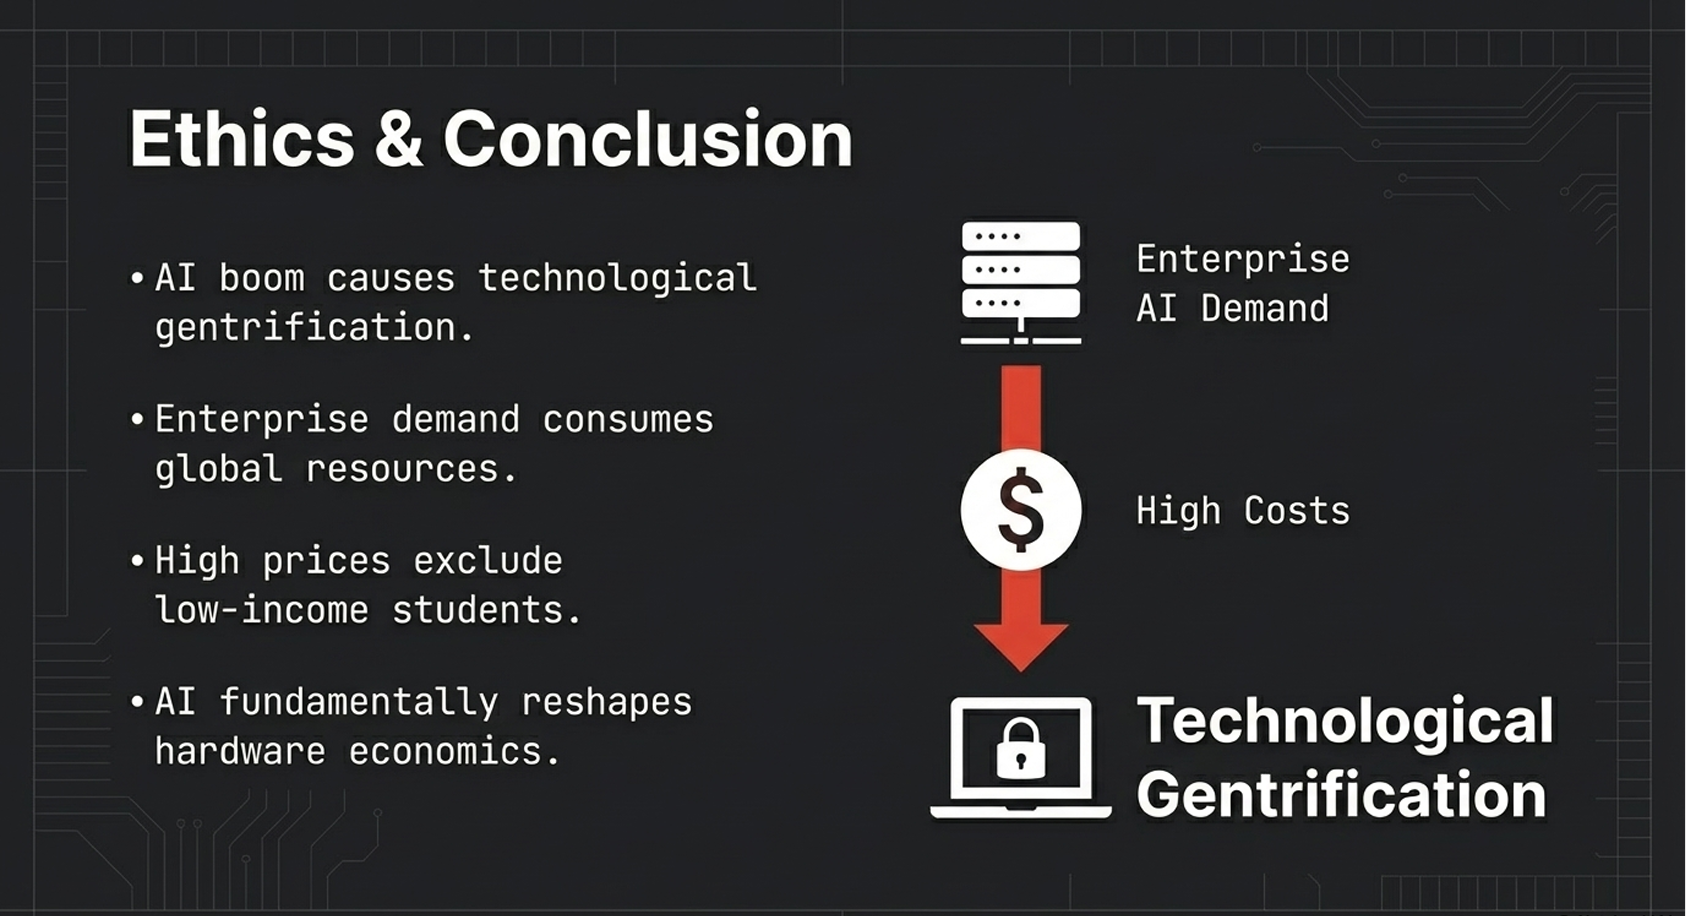 Ethics & Conclusion
• AI boom causes technological
gentrification.
• Enterprise demand consumes
global resources.
• High prices exclude
low-income students.
• AI fundamentally reshapes
hardware economics.
Enterprise
AI Demand
$
High Costs
Technological
Gentrification